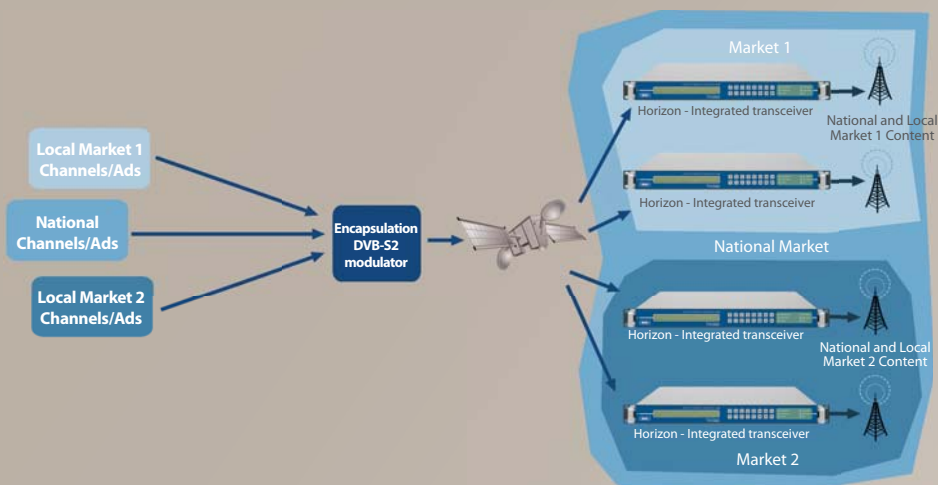 Market 1
Horizon - Integrated transceiver
National and Local
Market 1 Content
Horizon - Integrated transceiver
Local Market 1
Channels/Ads
National
Channels/Ads
Local Market 2
Channels/Ads
Encapsulation
DVB-S2
modulator
National Market
Horizon - Integrated transceiver
National and Local
Market 2 Content
Horizon - Integrated transceiver
Market 2